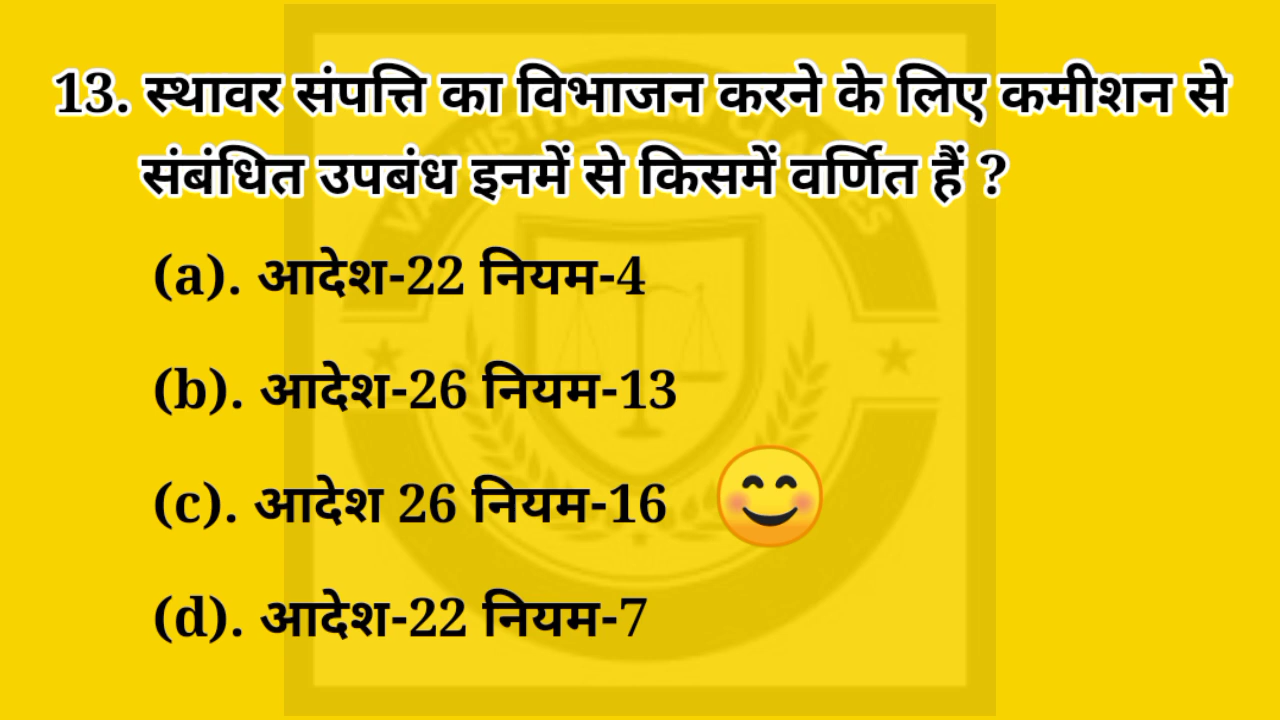 13. स्थावर संपत्ति का विभाजन करने के लिए कमीशन से
संबंधित उपबंध इनमें से किसमें वर्णित हैं ?
(a). आदेश-22 नियम-4
(b). आदेश-26 नियम-13
(c). आदेश 26 नियम-16
(d). आदेश-22 नियम-7